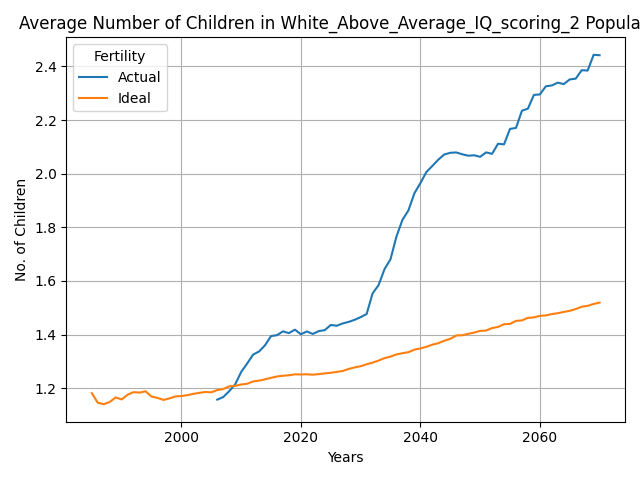 Average Number of Children in White_Above_Average_IQ_scoring_2 Popula
Fertility
Actual
Ideal
2.4
2.2
2.0
1.8
1.6
1.4
1.2
No. of Children
2000
2020
2040
2060
Years